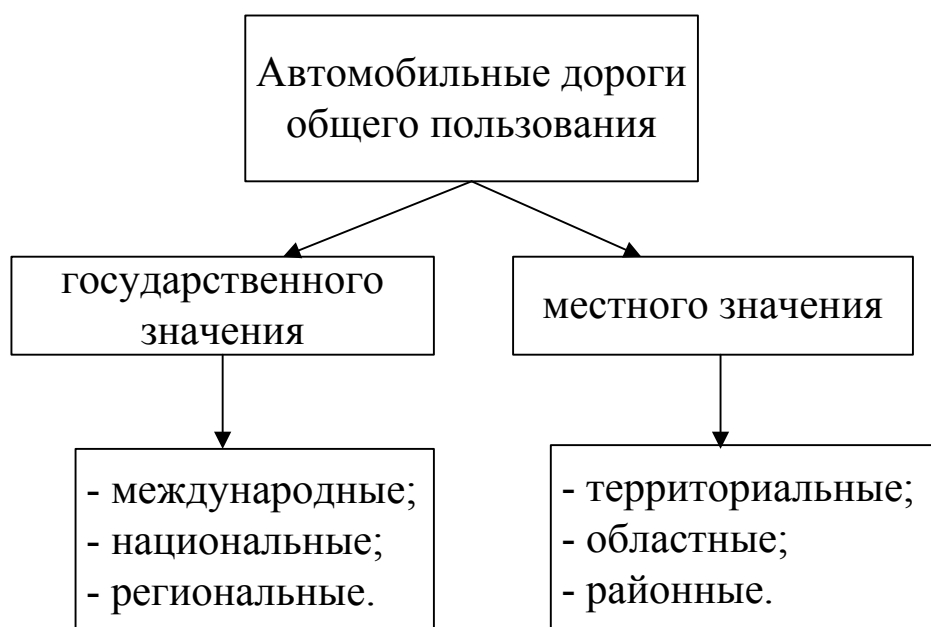 Автомобильные дороги
общего пользования
государственного
значения
местного значения
- международные;
- национальные;
- региональные.
- территориальные;
- областные;
- районные.